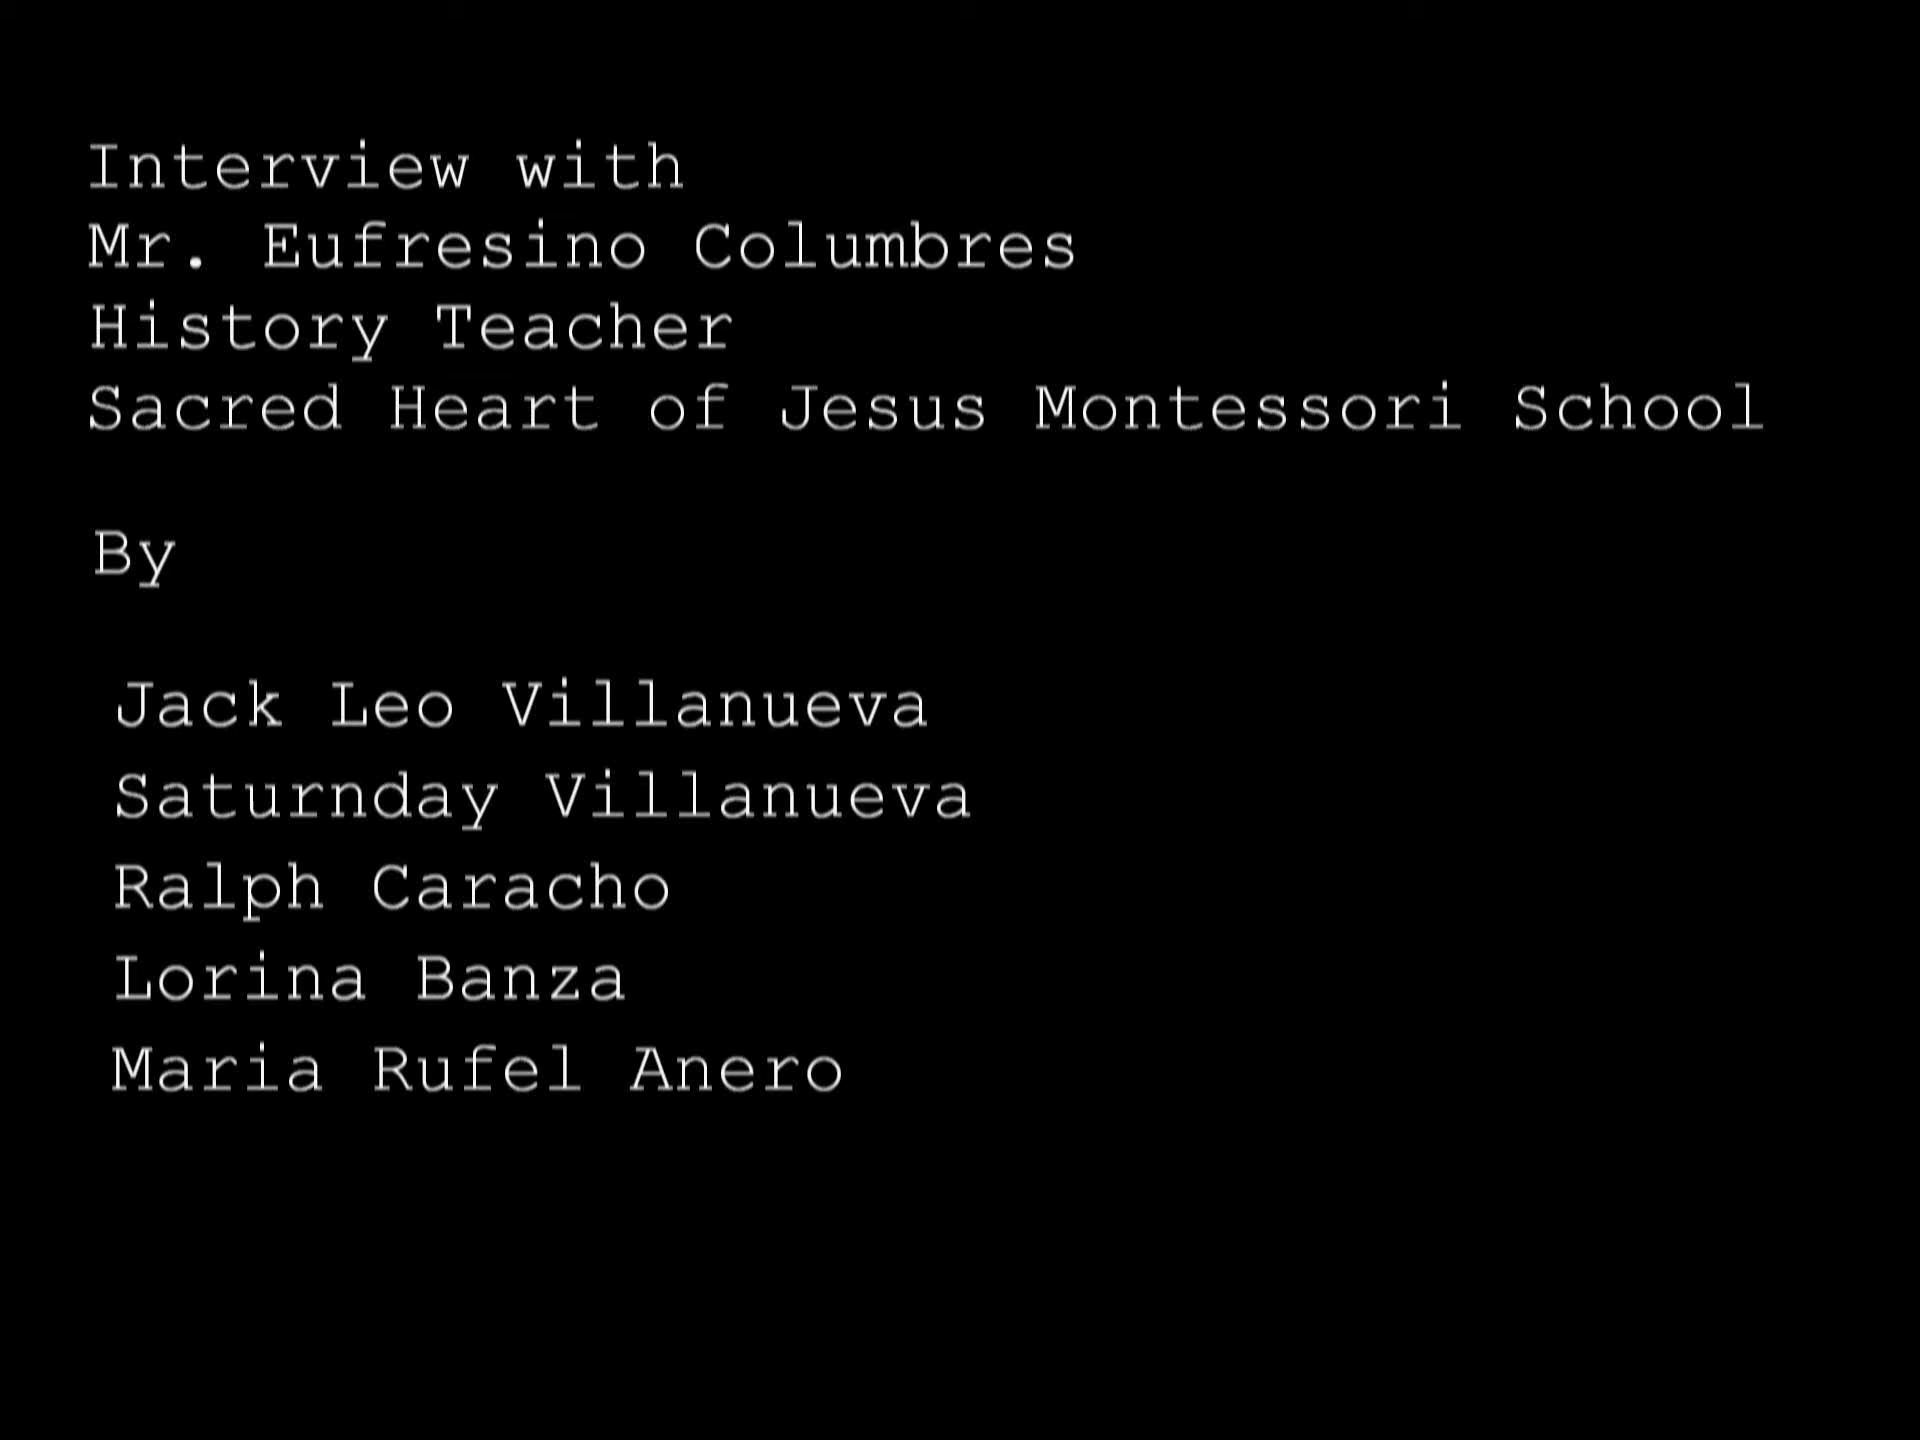 Interview with
Mr. Eufresino Columbres
History Teacher
Sacred Heart of Jesus Montessori School
By
Jack Leo Villanueva
Saturnday Villanueva
Ralph Caracho
Lorina Banza
Maria Rufel Anero